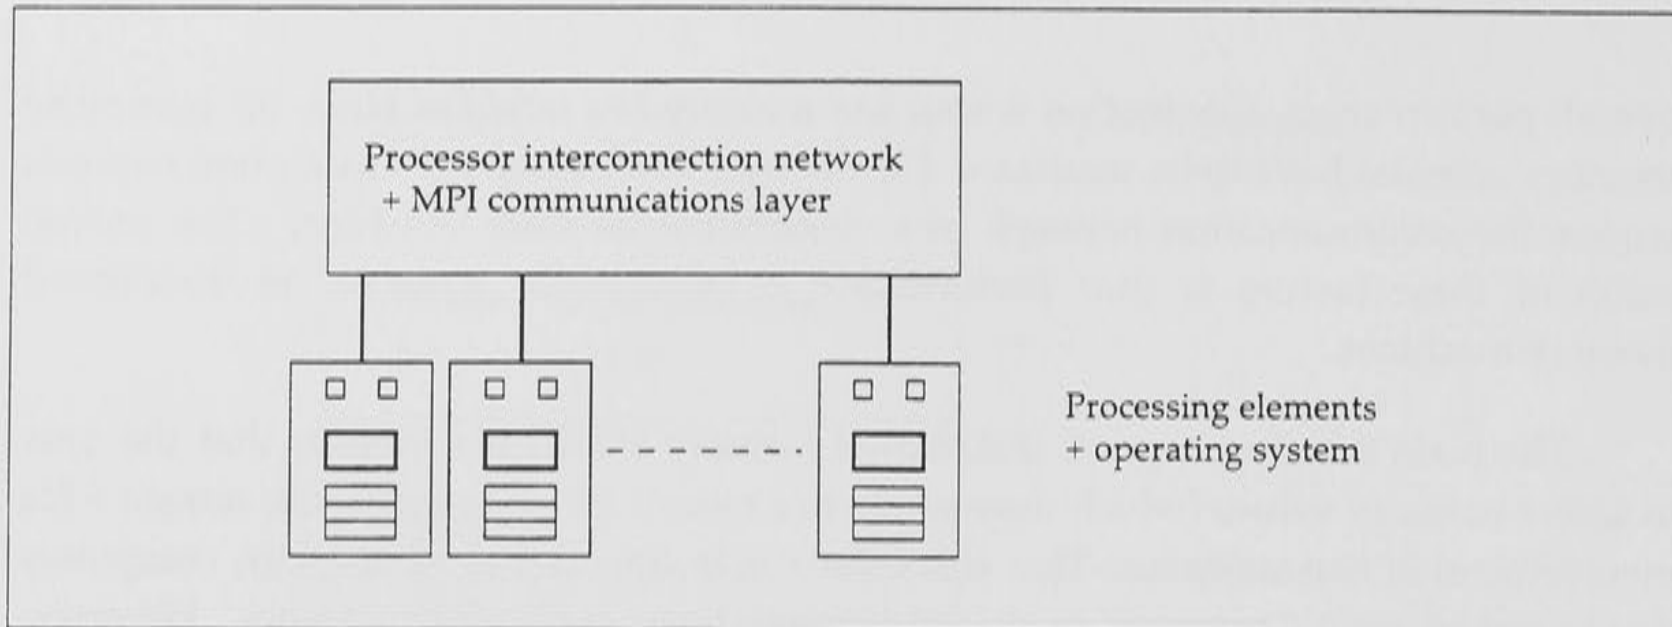 Processor interconnection network
+ MPI communications layer
Processing elements
+ operating system